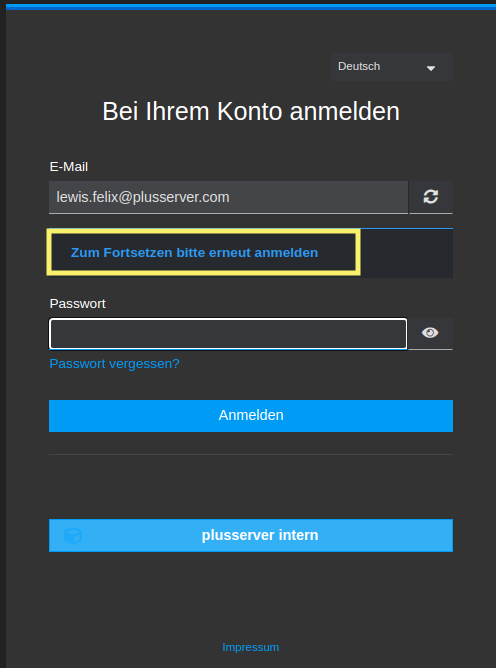 Deutsch
Bei Ihrem Konto anmelden
E-Mail
lewis.felix@plusserver.com
Zum Fortsetzen bitte erneut anmelden
Passwort
Passwort vergessen?
Anmelden
plusserver intern
Impressum